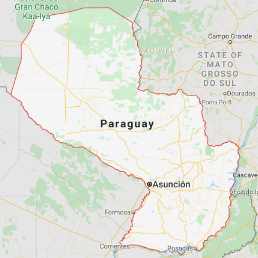 Gran Chaco
Kaa-Iya
Campo Grande
STATE OF
MATO
GROSSO
DO SUL
Dourados
Ponta Porã
Paraguay
Asunción
Cascavel
Formosa
Corrientes
Posadas